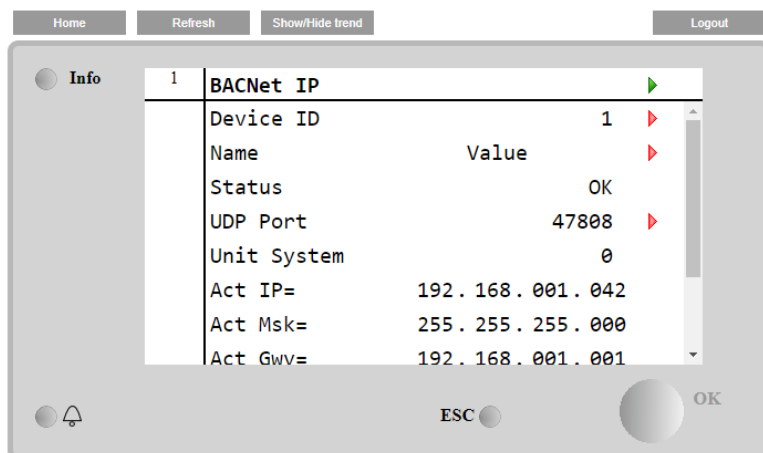 Home Refresh Show/Hide trend Logout
Info 1 BACNet IP
Device ID 1
Name Value
Status OK
UDP Port 47808
Unit System 0
Act IP= 192.168.001.042
Act Msk= 255.255.255.000
Act Gwy= 192.168.001.001
ESC OK